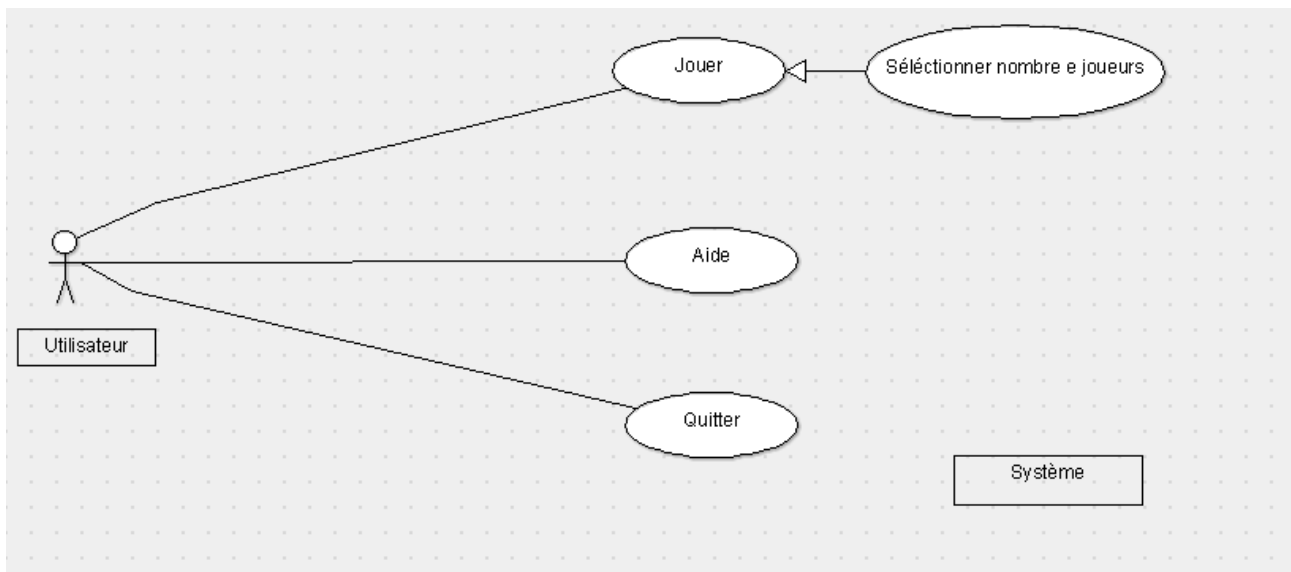 Jouer
Séléctionner nombre e joueurs
Aide
Utilisateur
Quitter
Système